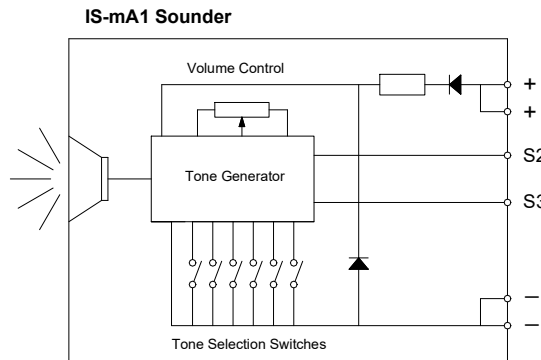 IS-mA1 Sounder
Volume Control
+
+
Tone Generator
S2
S3
–
–
Tone Selection Switches